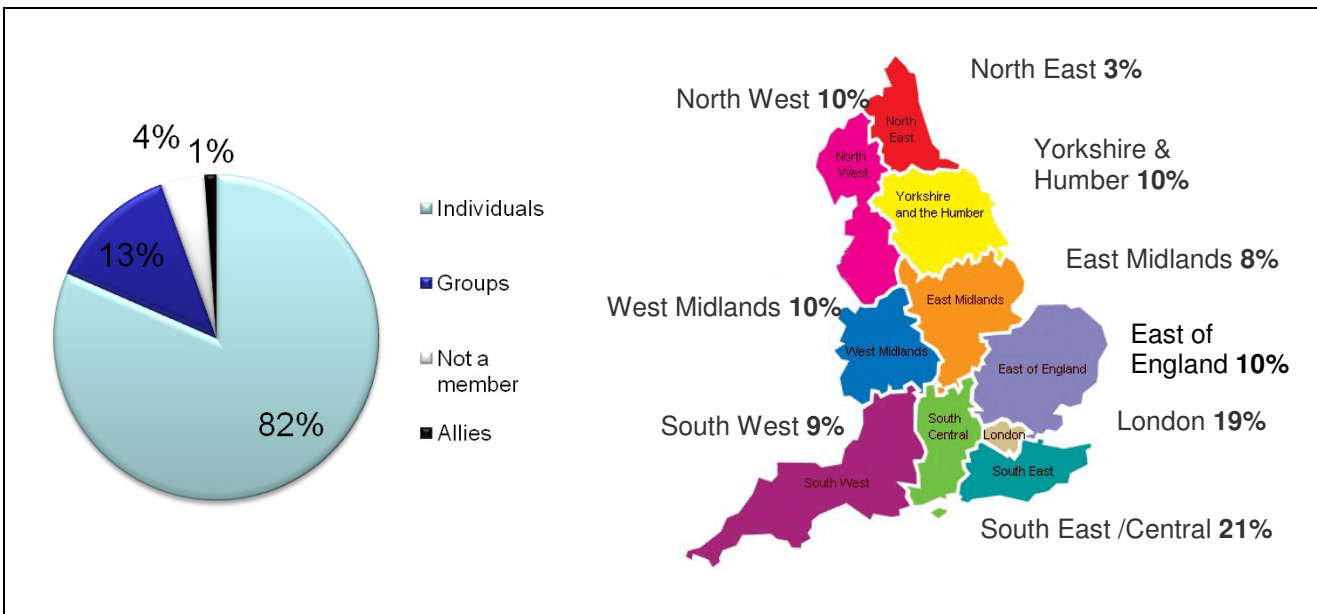 4%
1%
13%
82%
Individuals
Groups
Not a
member
Allies
North East 3%
North West 10%
Yorkshire &
Humber 10%
East Midlands 8%
West Midlands 10%
East of
England 10%
London 19%
South West 9%
South East /Central 21%
North
East
North
West
Yorkshire
and the Humber
East Midlands
West Midlands
East of England
South
Central
London
South East
South West